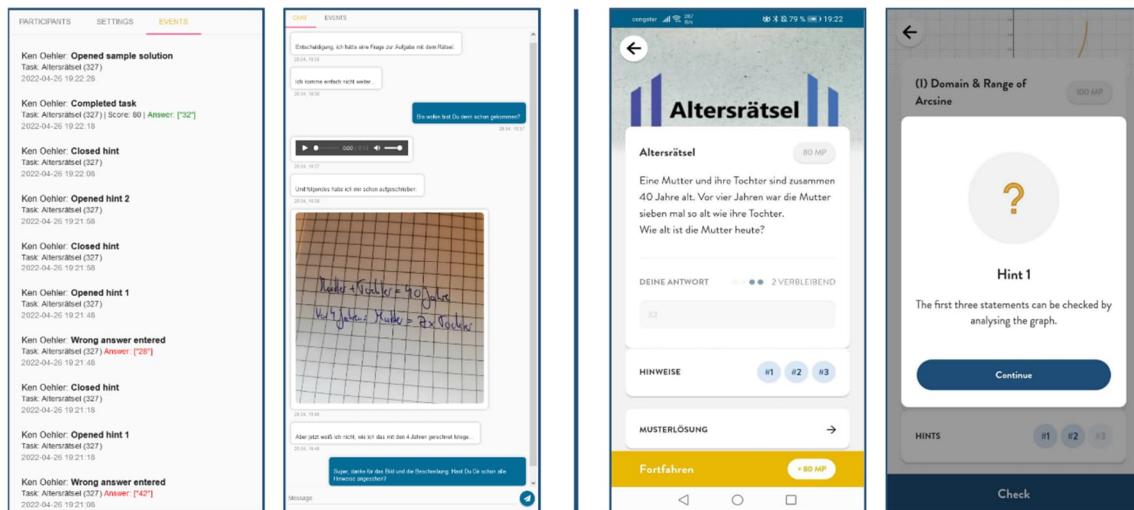 PARTICIPANTS SETTINGS EVENTS
Ken Oehler: Opened sample solution
Task: Altersrätsel (327)
2022-04-26 19:22:28
Ken Oehler: Completed task
Task: Altersrätsel (327) | Score: 80 | Answer: ["32"]
2022-04-26 19:22:18
Ken Oehler: Closed hint
Task: Altersrätsel (327)
2022-04-26 19:22:08
Ken Oehler: Opened hint 2
Task: Altersrätsel (327)
2022-04-26 19:21:58
Ken Oehler: Closed hint
Task: Altersrätsel (327)
2022-04-26 19:21:58
Ken Oehler: Opened hint 1
Task: Altersrätsel (327)
2022-04-26 19:21:48
Ken Oehler: Wrong answer entered
Task: Altersrätsel (327) Answer: ["28"]
2022-04-26 19:21:48
Ken Oehler: Closed hint
Task: Altersrätsel (327)
2022-04-26 19:21:18
Ken Oehler: Opened hint 1
Task: Altersrätsel (327)
2022-04-26 19:21:18
Ken Oehler: Wrong answer entered
Task: Altersrätsel (327) Answer: ["42"]
2022-04-26 19:21:08
CHAT EVENTS
Entschuldigung, ich hätte eine Frage zur Aufgabe mit dem Rätsel.
Ich komme einfach nicht weiter...
Bis wohin bist Du denn schon gekommen?
0:00
Und folgendes habe ich mir schon aufgeschrieben:
Mutter + Tochter = 40 Jahre
Vor 4 Jahren: Mutter = 7x Tochter
Aber jetzt weiß ich nicht, wie ich das mit den 4 Jahren gerechnet kriege...
Super, danke für das Bild und die Beschreibung. Hast Du Dir schon alle
Hinweise angesehen?
Message
congstar 79 % 19:22
Altersrätsel
Altersrätsel 80 MP
Eine Mutter und ihre Tochter sind zusammen
40 Jahre alt. Vor vier Jahren war die Mutter
sieben mal so alt wie ihre Tochter.
Wie alt ist die Mutter heute?
DEINE ANTWORT 2 VERBLEIBEND
32
HINWEISE #1 #2 #3
MUSTERLÖSUNG
Fortfahren + 80 MP
(I) Domain & Range of
Arcsine
100 MP
?
Hint 1
The first three statements can be checked by
analysing the graph.
Continue
HINTS #1 #2 #3
Check